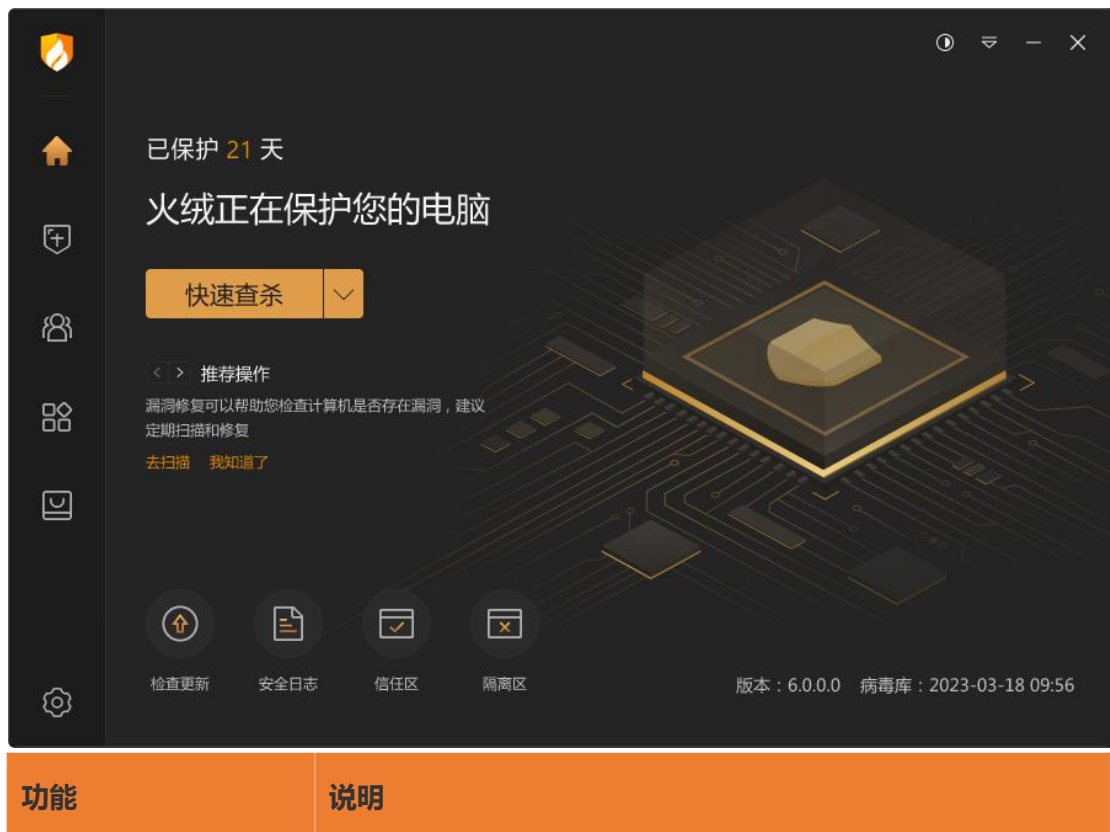 已保护 21 天
火绒正在保护您的电脑
快速查杀
推荐操作
漏洞修复可以帮助您检查计算机是否存在漏洞，建议
定期扫描和修复
去扫描 我知道了
检查更新 安全日志 信任区 隔离区
版本：6.0.0.0 病毒库：2023-03-18 09:56
功能 说明